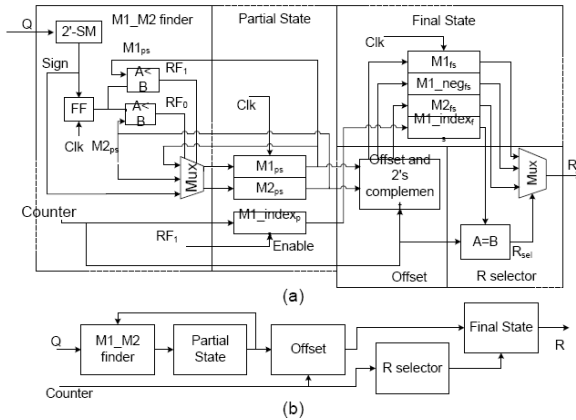 M1_M2 finder
Partial State
Final State
Q
2'-SM
Clk
M1ps
Sign
A<
B
RF1
M1fs
M1_negfs
FF
A<
B
RF0
Clk
M2fs
M1_indexf
s
Clk
M2ps
Mux
M1ps
M2ps
Offset and
2's
complemen
t
Mux
R
Counter
M1_indexp
RF1
Enable
A=B
Rsel
Offset
R selector
(a)
Q
M1_M2
finder
Partial
State
Offset
Final State
R
R selector
Counter
(b)